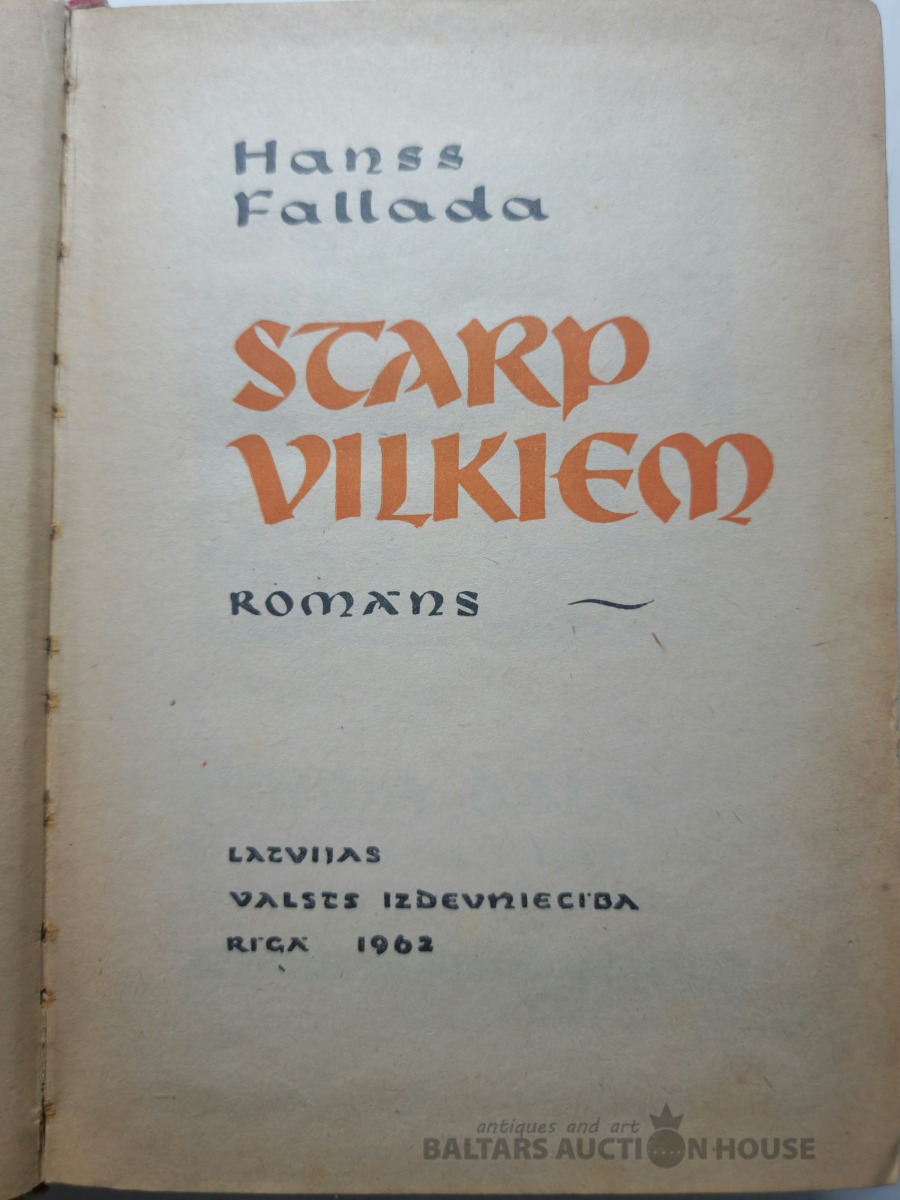 Hanss
Fallada
STARP
VILKIEM
ROMĀNS
LATVIJAS
VALSTS IZDEVNIECĪBA
RĪGĀ 1962
antiques and art
BALTARS AUCTION HOUSE